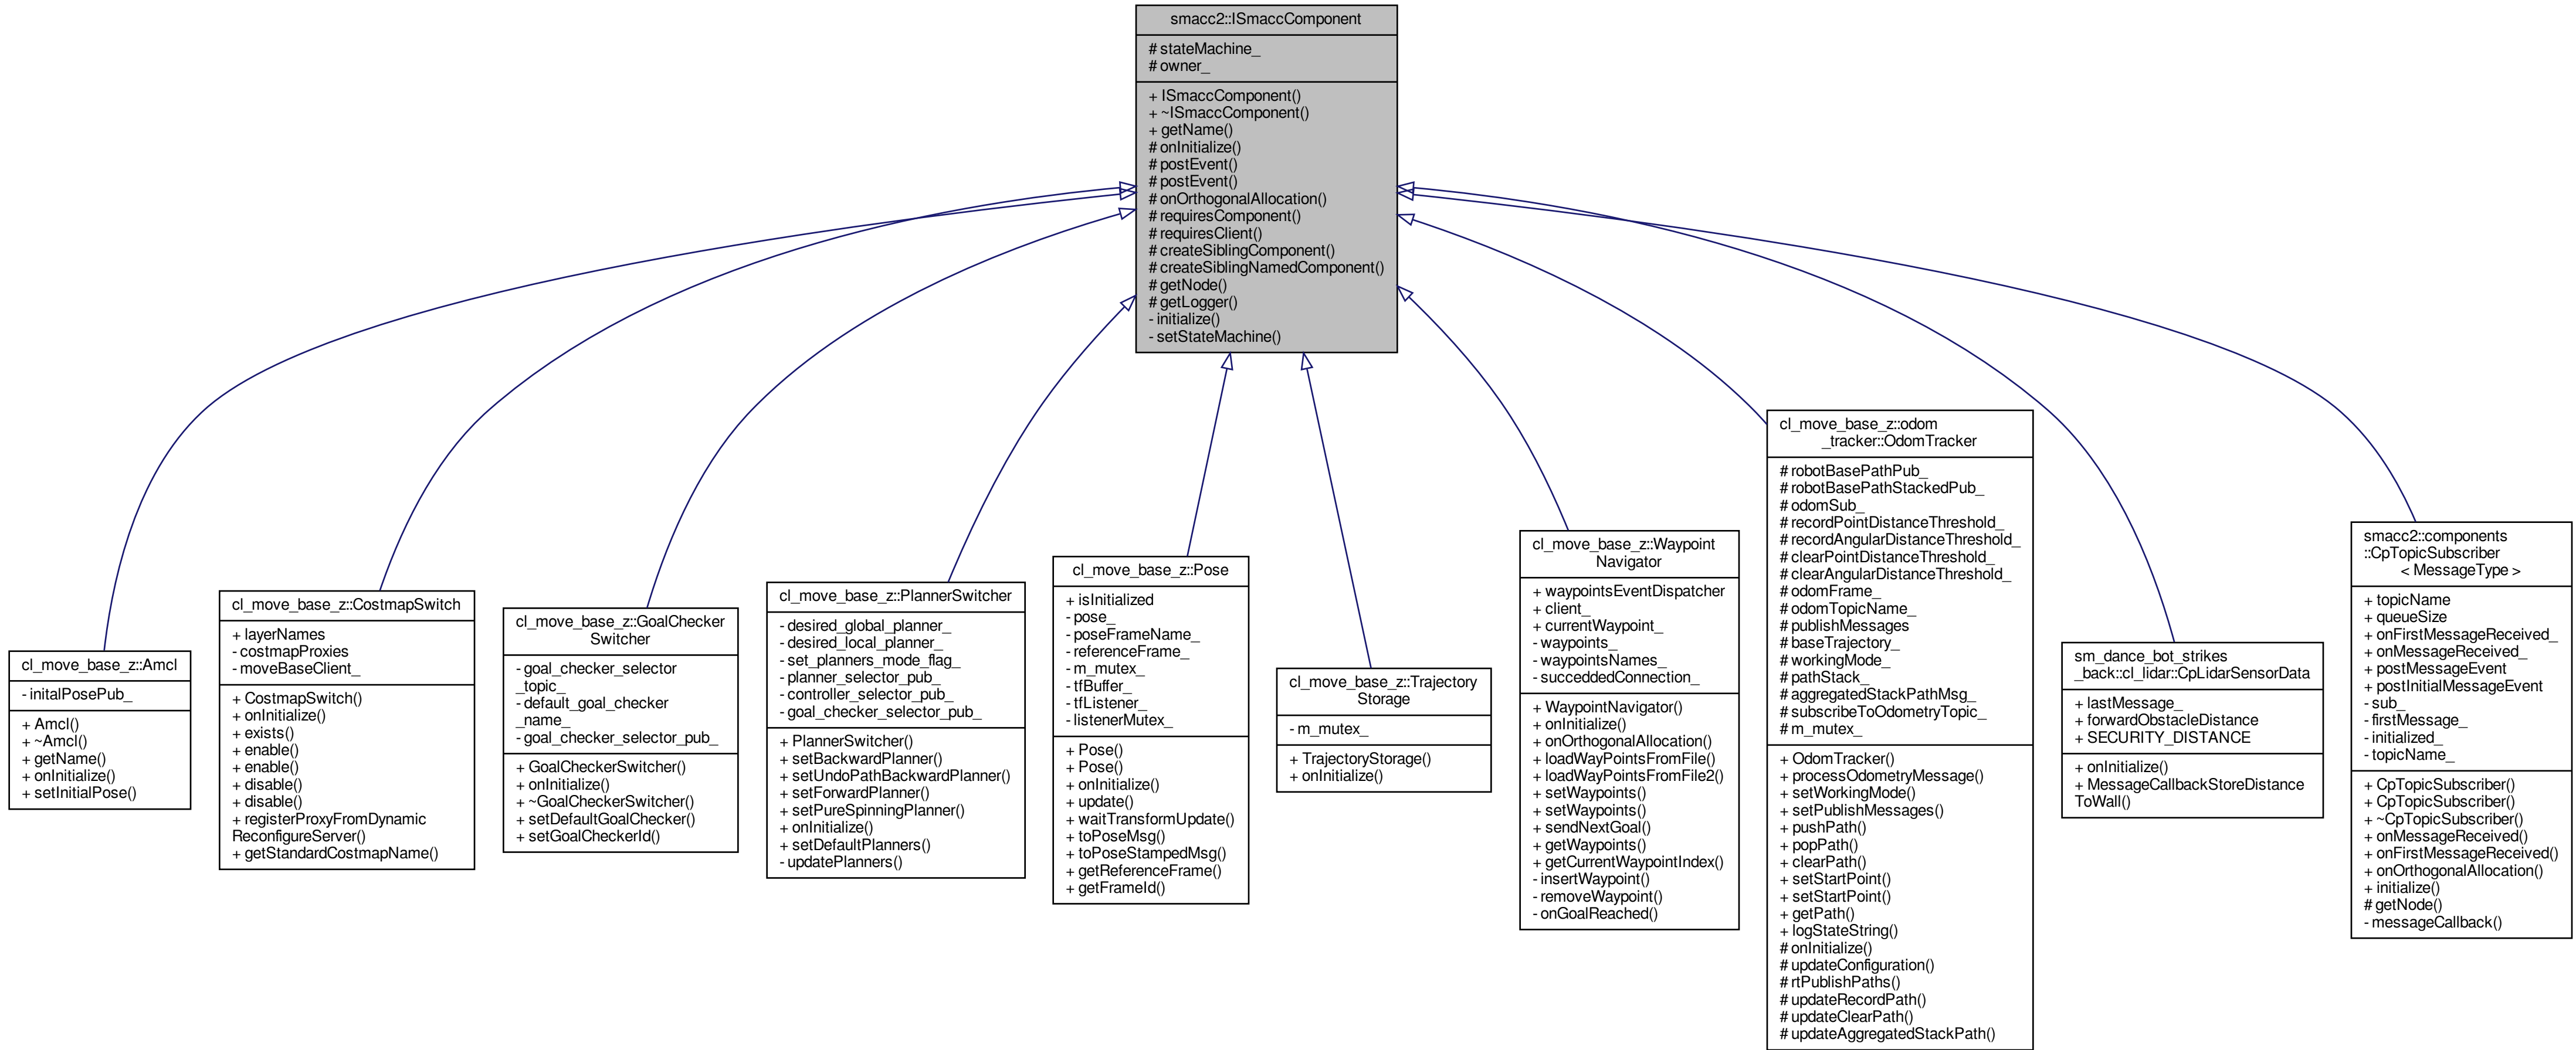 smacc2::ISmaccComponent
# stateMachine_
# owner_
+ ISmaccComponent()
+ ~ISmaccComponent()
+ getName()
# onInitialize()
# postEvent()
# postEvent()
# onOrthogonalAllocation()
# requiresComponent()
# requiresClient()
# createSiblingComponent()
# createSiblingNamedComponent()
# getNode()
# getLogger()
- initialize()
- setStateMachine()
cl_move_base_z::Amcl
- initalPosePub_
+ Amcl()
+ ~Amcl()
+ getName()
+ onInitialize()
+ setInitialPose()
cl_move_base_z::CostmapSwitch
+ layerNames
- costmapProxies
- moveBaseClient_
+ CostmapSwitch()
+ onInitialize()
+ exists()
+ enable()
+ enable()
+ disable()
+ disable()
+ registerProxyFromDynamic
ReconfigureServer()
+ getStandardCostmapName()
cl_move_base_z::GoalChecker
Switcher
- goal_checker_selector
_topic_
- default_goal_checker
_name_
- goal_checker_selector_pub_
+ GoalCheckerSwitcher()
+ onInitialize()
+ ~GoalCheckerSwitcher()
+ setDefaultGoalChecker()
+ setGoalCheckerId()
cl_move_base_z::PlannerSwitcher
- desired_global_planner_
- desired_local_planner_
- set_planners_mode_flag_
- planner_selector_pub_
- controller_selector_pub_
- goal_checker_selector_pub_
+ PlannerSwitcher()
+ setBackwardPlanner()
+ setUndoPathBackwardPlanner()
+ setForwardPlanner()
+ setPureSpinningPlanner()
+ onInitialize()
+ setDefaultPlanners()
- updatePlanners()
cl_move_base_z::Pose
+ isInitialized
- pose_
- poseFrameName_
- referenceFrame_
- m_mutex_
- tfBuffer_
- tfListener_
- listenerMutex_
+ Pose()
+ Pose()
+ onInitialize()
+ update()
+ waitTransformUpdate()
+ toPoseMsg()
+ toPoseStampedMsg()
+ getReferenceFrame()
+ getFrameId()
cl_move_base_z::Trajectory
Storage
- m_mutex_
+ TrajectoryStorage()
+ onInitialize()
cl_move_base_z::Waypoint
Navigator
+ waypointsEventDispatcher
+ client_
+ currentWaypoint_
- waypoints_
- waypointsNames_
- succeddedConnection_
+ WaypointNavigator()
+ onInitialize()
+ onOrthogonalAllocation()
+ loadWayPointsFromFile()
+ loadWayPointsFromFile2()
+ setWaypoints()
+ setWaypoints()
+ sendNextGoal()
+ getWaypoints()
+ getCurrentWaypointIndex()
- insertWaypoint()
- removeWaypoint()
- onGoalReached()
cl_move_base_z::odom
_tracker::OdomTracker
# robotBasePathPub_
# robotBasePathStackedPub_
# odomSub_
# recordPointDistanceThreshold_
# recordAngularDistanceThreshold_
# clearPointDistanceThreshold_
# clearAngularDistanceThreshold_
# odomFrame_
# odomTopicName_
# publishMessages
# baseTrajectory_
# workingMode_
# pathStack_
# aggregatedStackPathMsg_
# subscribeToOdometryTopic_
# m_mutex_
+ OdomTracker()
+ processOdometryMessage()
+ setWorkingMode()
+ setPublishMessages()
+ pushPath()
+ popPath()
+ clearPath()
+ setStartPoint()
+ setStartPoint()
+ getPath()
+ logStateString()
# onInitialize()
# updateConfiguration()
# rtPublishPaths()
# updateRecordPath()
# updateClearPath()
# updateAggregatedStackPath()
sm_dance_bot_strikes
_back::cl_lidar::CpLidarSensorData
+ lastMessage_
+ forwardObstacleDistance
+ SECURITY_DISTANCE
+ onInitialize()
+ MessageCallbackStoreDistance
ToWall()
smacc2::components
::CpTopicSubscriber
< MessageType >
+ topicName
+ queueSize
+ onFirstMessageReceived_
+ onMessageReceived_
+ postMessageEvent
+ postInitialMessageEvent
- sub_
- firstMessage_
- initialized_
- topicName_
+ CpTopicSubscriber()
+ CpTopicSubscriber()
+ ~CpTopicSubscriber()
+ onMessageReceived()
+ onFirstMessageReceived()
+ onOrthogonalAllocation()
+ initialize()
# getNode()
- messageCallback()